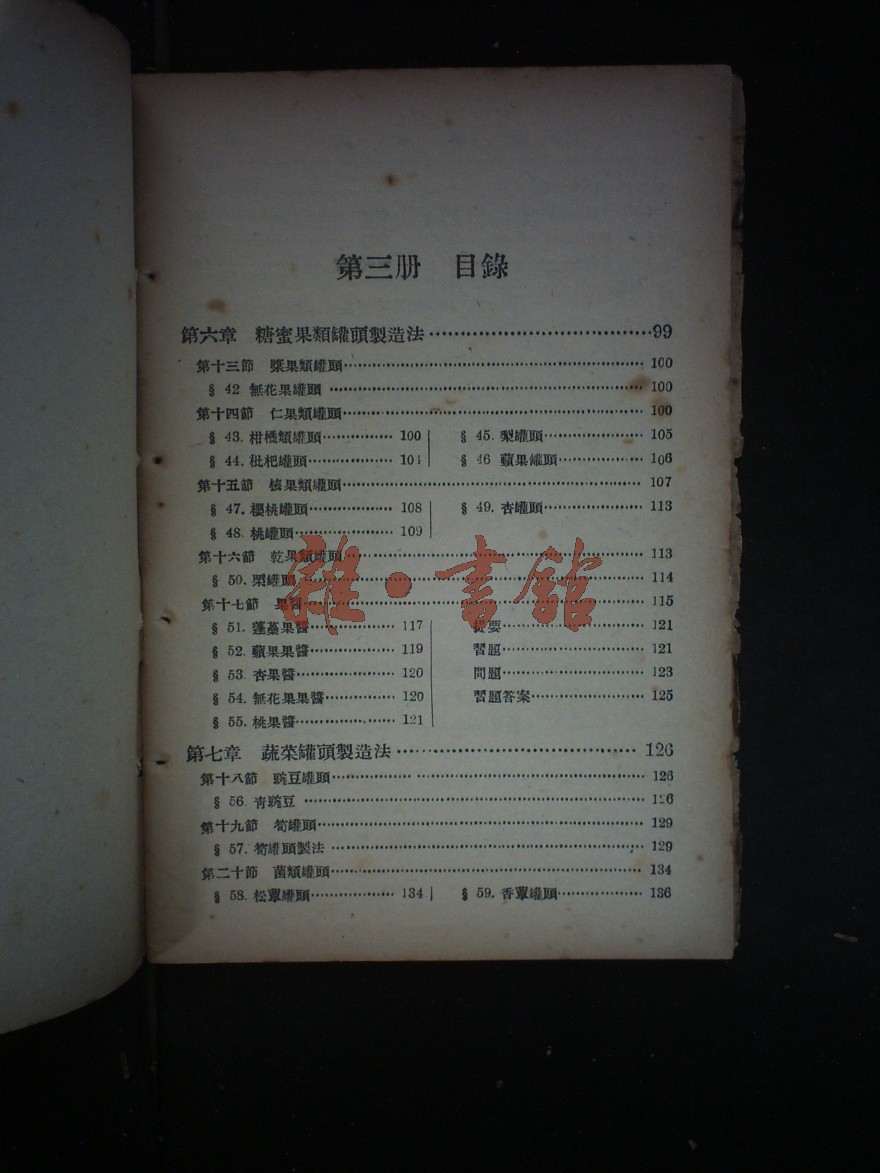 第三册 目錄
第六章 糖蜜果類罐頭製造法 99
第十三節 漿果類罐頭 100
§ 42 無花果罐頭 100
第十四節 仁果類罐頭 100
§ 43. 柑橘類罐頭 100
§ 44. 枇杷罐頭 104
§ 45. 梨罐頭 105
§ 46 蘋果罐頭 106
第十五節 核果類罐頭 107
§ 47. 櫻桃罐頭 108
§ 48. 桃罐頭 109
§ 49. 杏罐頭 113
第十六節 乾果類罐頭 113
§ 50. 栗罐頭 114
第十七節 果醬 115
§ 51. 蓬蘽果醬 117
§ 52. 蘋果果醬 119
§ 53. 杏果醬 120
§ 54. 無花果果醬 120
§ 55. 桃果醬 121
提要 121
習題 121
問題 123
習題答案 125
第七章 蔬菜罐頭製造法 126
第十八節 豌豆罐頭 126
§ 56. 青豌豆 126
第十九節 筍罐頭 129
§ 57. 筍罐頭製法 129
第二十節 菌類罐頭 134
§ 58. 松蕈罐頭 134
§ 59. 香蕈罐頭 136
雜·書館